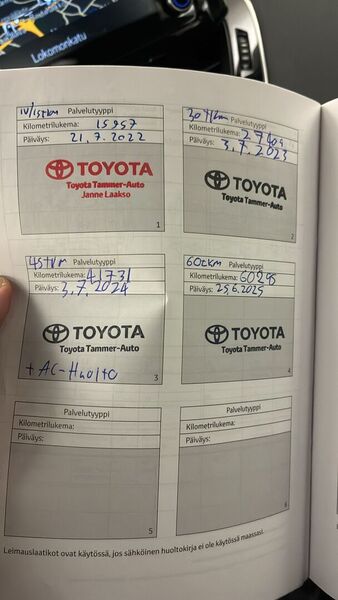 Lokomonkatu
1V/15tkm Palvelutyyppi
Kilometrilukema: 15957
Päiväys: 21.7.2022
TOYOTA
Toyota Tammer-Auto
Janne Laakso
1
30tkm Palvelutyyppi
Kilometrilukema: 27404
Päiväys: 3.7.2023
TOYOTA
Toyota Tammer-Auto
2
45tkm Palvelutyyppi
Kilometrilukema: 41731
Päiväys: 3.7.2024
TOYOTA
Toyota Tammer-Auto
+ AC-Huolto
3
60tkm Palvelutyyppi
Kilometrilukema: 60298
Päiväys: 25.6.2025
TOYOTA
Toyota Tammer-Auto
4
Palvelutyyppi
Kilometrilukema:
Päiväys:
5
Palvelutyyppi
Kilometrilukema:
Päiväys:
6
Leimauslaatikot ovat käytössä, jos sähköinen huoltokirja ei ole käytössä maassasi.